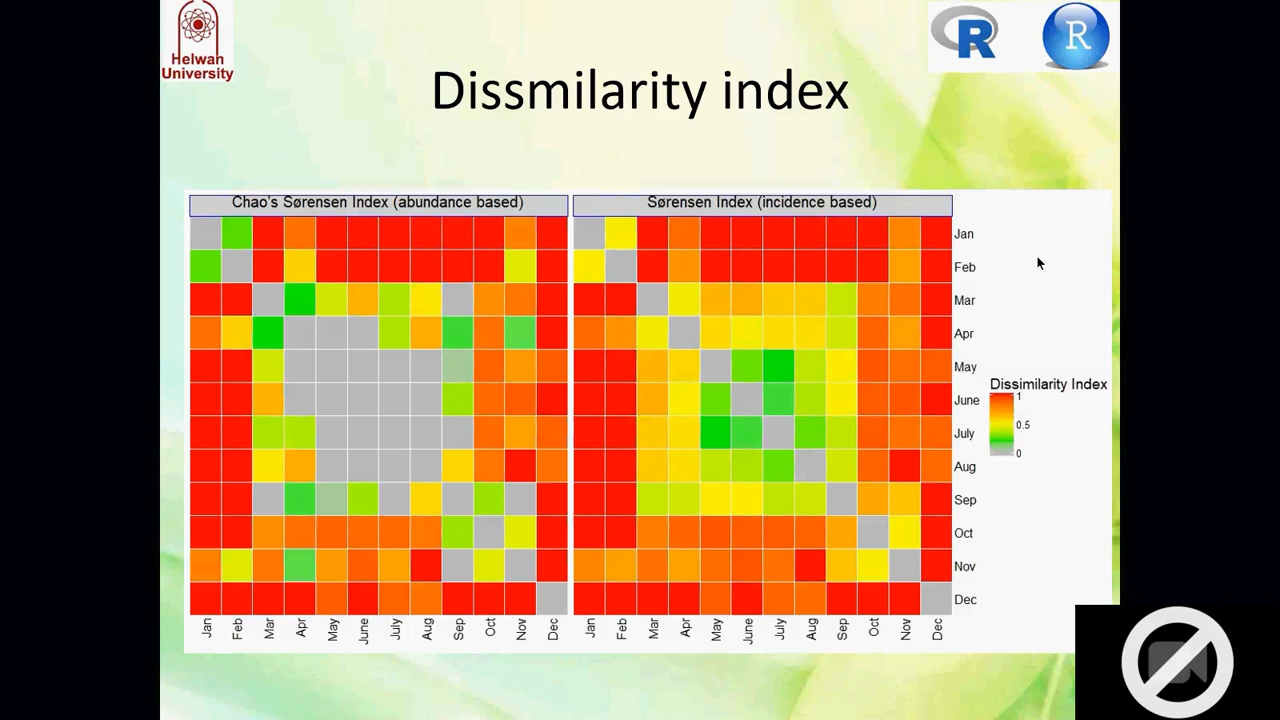 Helwan
University
R
R
Dissmilarity index
Chao's Sørensen Index (abundance based)
Sørensen Index (incidence based)
Jan
Feb
Mar
Apr
May
June
July
Aug
Sep
Oct
Nov
Dec
Dissimilarity Index
1
0.5
0
Jan Feb Mar Apr May June July Aug Sep Oct Nov Dec
Jan Feb Mar Apr May June July Aug Sep Oct Nov Dec